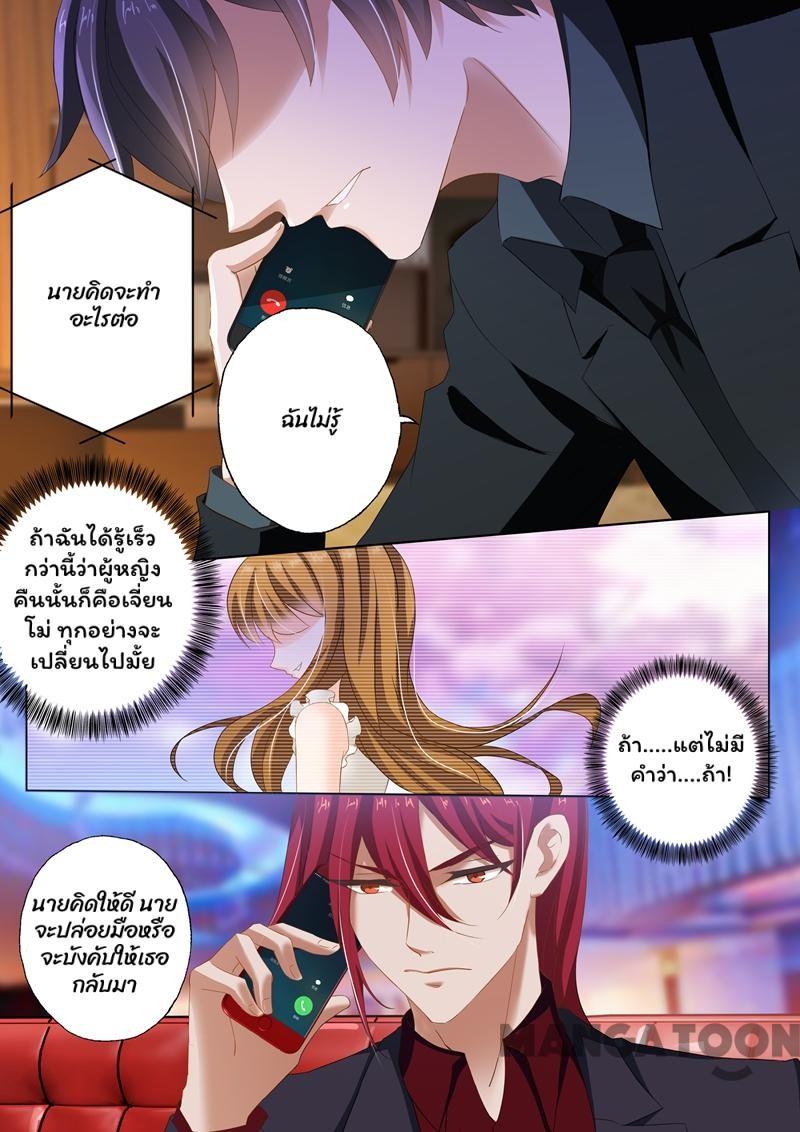 นายคิดจะทำ
อะไรต่อ
ฉันไม่รู้
ถ้าฉันได้รู้เร็ว
กว่านี้ว่าผู้หญิง
คืนนั้นก็คือเจี่ยน
โม่ ทุกอย่างจะ
เปลี่ยนไปมั้ย
ถ้า.....แต่ไม่มี
คำว่า....ถ้า!
นายคิดให้ดี นาย
จะปล่อยมือหรือ
จะบังคับให้เธอ
กลับมา
MANGATOON